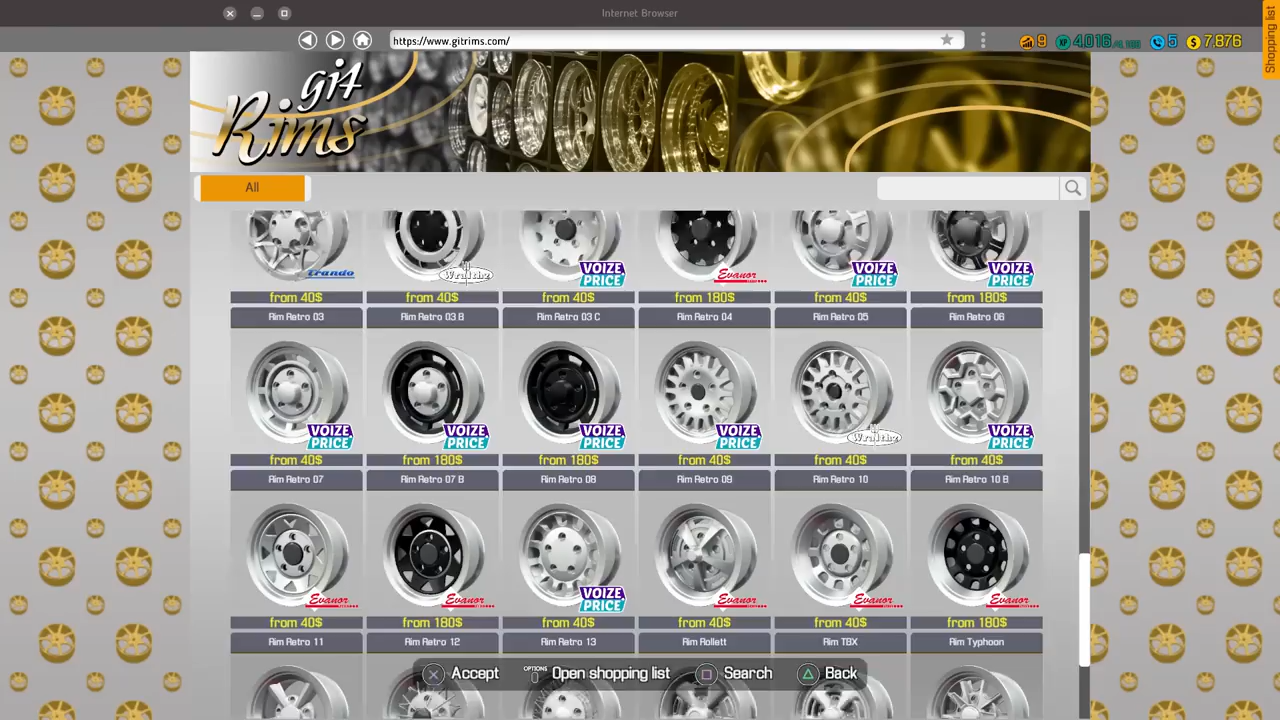 Internet Browser
https://www.gitrims.com/
9 XP 4,016 5 $ 7,876
Shopping list
git Rims
All
Erando Wraithz VOIZE PRICE Evanor VOIZE PRICE VOIZE PRICE
from 40$ from 40$ from 40$ from 180$ from 40$ from 180$
Rim Retro 03 Rim Retro 03 B Rim Retro 03 C Rim Retro 04 Rim Retro 05 Rim Retro 06
VOIZE PRICE VOIZE PRICE VOIZE PRICE VOIZE PRICE Wraithz VOIZE PRICE
from 40$ from 180$ from 180$ from 40$ from 40$ from 40$
Rim Retro 07 Rim Retro 07 B Rim Retro 08 Rim Retro 09 Rim Retro 10 Rim Retro 10 B
Evanor Evanor VOIZE PRICE Evanor Evanor Evanor
from 40$ from 180$ from 40$ from 40$ from 40$ from 180$
Rim Retro 11 Rim Retro 12 Rim Retro 13 Rim Rollett Rim TBX Rim Typhoon
Accept OPTIONS Open shopping list Search Back